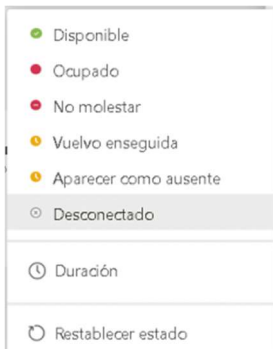 Disponible
Ocupado
No molestar
Vuelvo enseguida
Aparecer como ausente
Desconectado
Duración
Restablecer estado